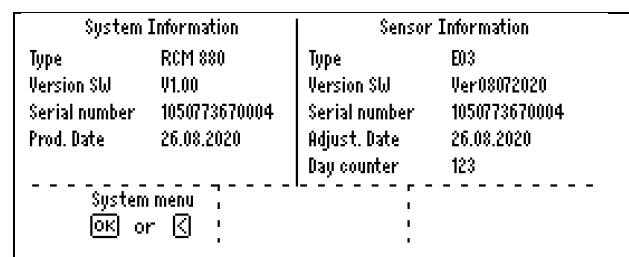 System Information
Type RCM 880
Version SW V1.00
Serial number 1050773670004
Prod. Date 26.08.2020
Sensor Information
Type E03
Version SW Ver08072020
Serial number 1050773670004
Adjust. Date 26.08.2020
Day counter 123
System menu
OK or <